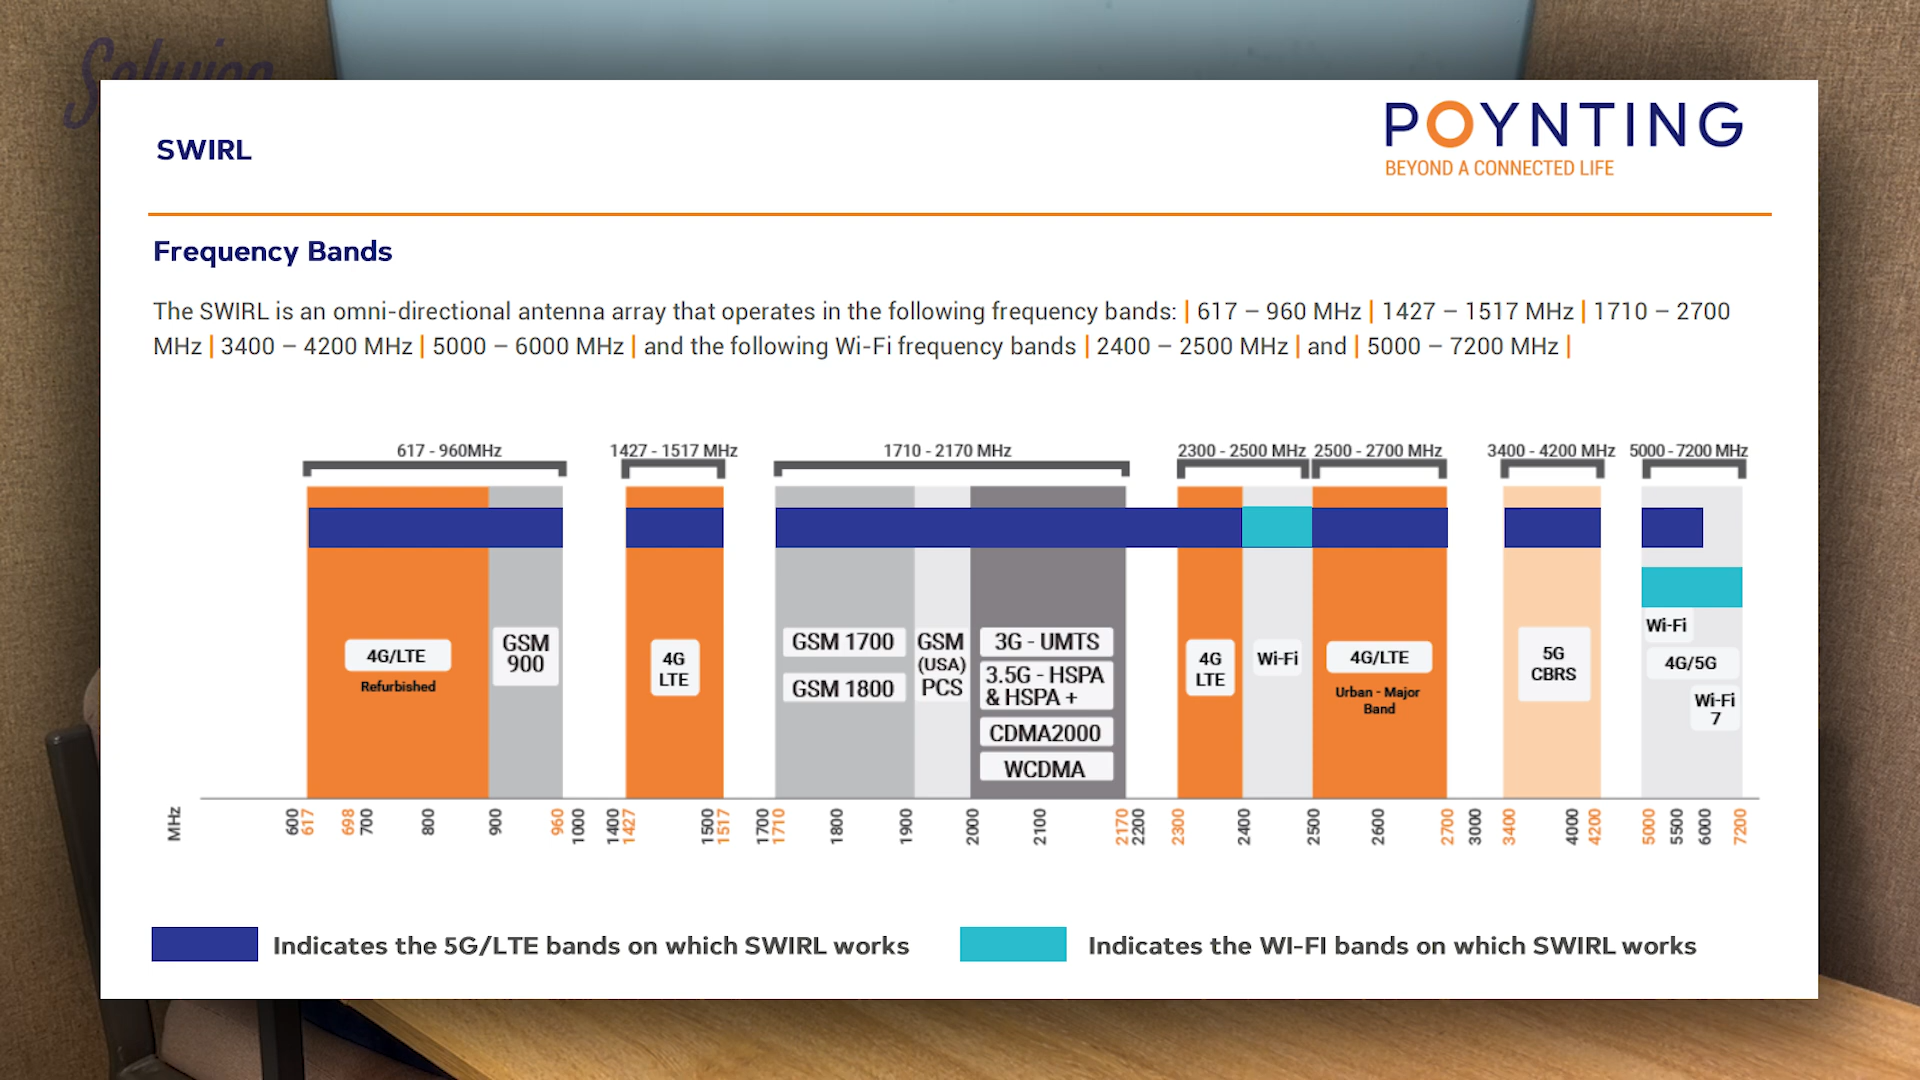 Solwise
SWIRL
POYNTING
BEYOND A CONNECTED LIFE
Frequency Bands
The SWIRL is an omni-directional antenna array that operates in the following frequency bands: | 617 – 960 MHz | 1427 – 1517 MHz | 1710 – 2700
MHz | 3400 – 4200 MHz | 5000 – 6000 MHz | and the following Wi-Fi frequency bands | 2400 – 2500 MHz | and | 5000 – 7200 MHz |
617 - 960MHz
1427 - 1517 MHz
1710 - 2170 MHz
2300 - 2500 MHz
2500 - 2700 MHz
3400 - 4200 MHz
5000 - 7200 MHz
4G/LTE
Refurbished
GSM
900
4G
LTE
GSM 1700
GSM 1800
GSM
(USA)
PCS
3G - UMTS
3.5G - HSPA
& HSPA +
CDMA2000
WCDMA
4G
LTE
Wi-Fi
4G/LTE
Urban - Major
Band
5G
CBRS
Wi-Fi
4G/5G
Wi-Fi
7
MHz
600
617
698
700
800
900
960
1000
1400
1427
1500
1517
1700
1710
1800
1900
2000
2100
2170
2200
2300
2400
2500
2600
2700
3000
3400
4000
4200
5000
5500
6000
7200
Indicates the 5G/LTE bands on which SWIRL works
Indicates the WI-FI bands on which SWIRL works